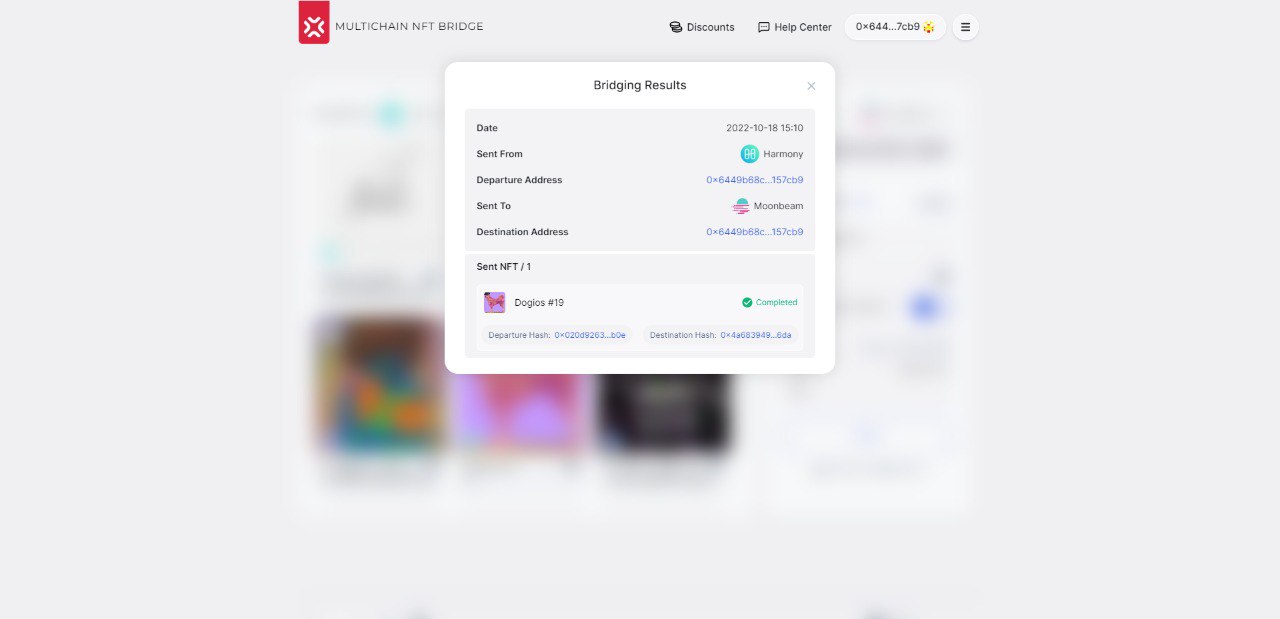 MULTICHAIN NFT BRIDGE
Discounts
Help Center
0×644...7cb9
Bridging Results
Date 2022-10-18 15:10
Sent From Harmony
Departure Address 0×6449b68c...157cb9
Sent To Moonbeam
Destination Address 0×6449b68c...157cb9
Sent NFT / 1
Dogios #19 Completed
Departure Hash: 0×020d9263...b0e Destination Hash: 0×4a683949...6da